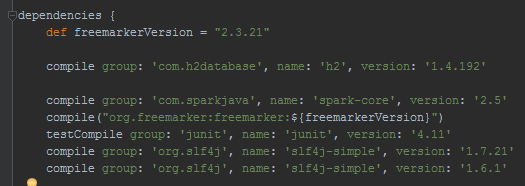 dependencies {
    def freemarkerVersion = "2.3.21"
    compile group: 'com.h2database', name: 'h2', version: '1.4.192'
    compile group: 'com.sparkjava', name: 'spark-core', version: '2.5'
    compile("org.freemarker:freemarker:${freemarkerVersion}")
    testCompile group: 'junit', name: 'junit', version: '4.11'
    compile group: 'org.slf4j', name: 'slf4j-simple', version: '1.7.21'
    compile group: 'org.slf4j', name: 'slf4j-simple', version: '1.6.1'